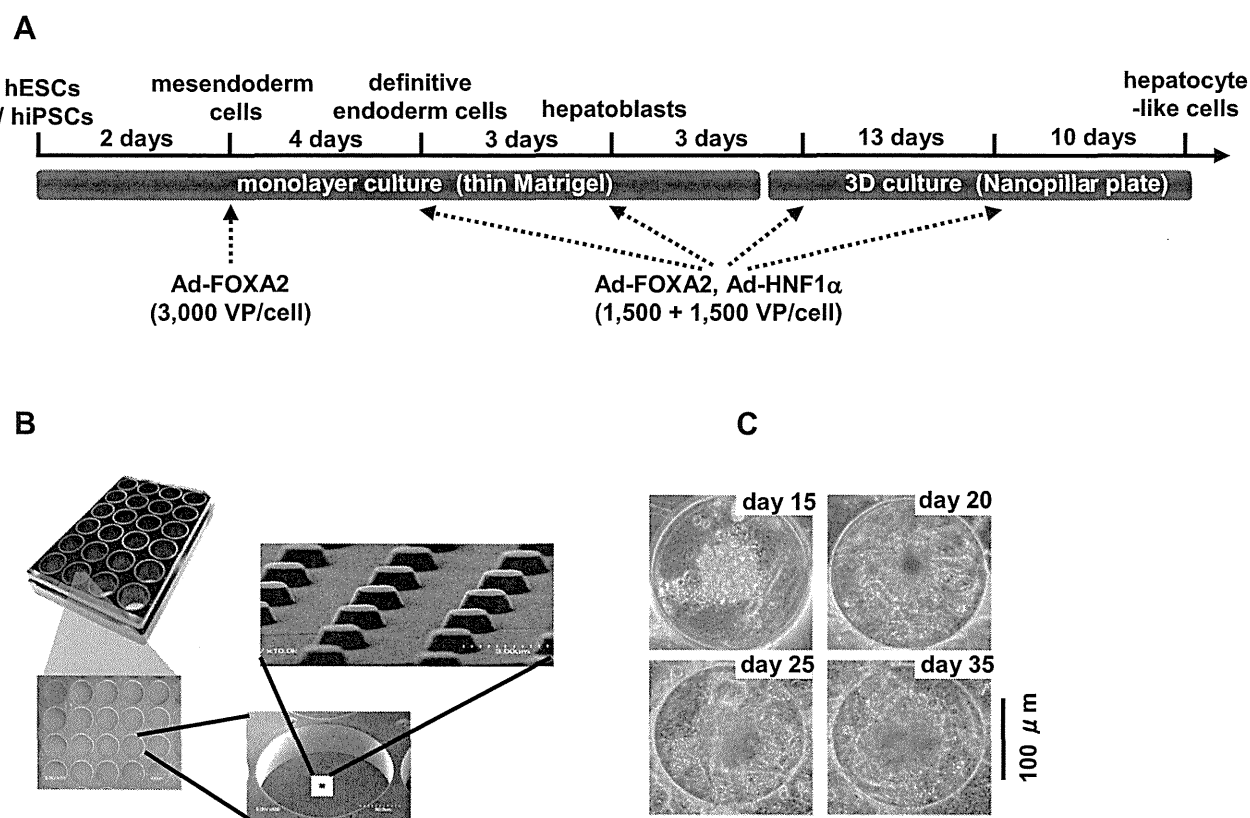 A
hESCs
/ hiPSCs
mesendoderm
cells
definitive
endoderm cells
hepatoblasts
hepatocyte
-like cells
2 days
4 days
3 days
3 days
13 days
10 days
monolayer culture (thin Matrigel)
3D culture (Nanopillar plate)
Ad-FOXA2
(3,000 VP/cell)
Ad-FOXA2, Ad-HNF1α
(1,500 + 1,500 VP/cell)
B
C
day 15
day 20
day 25
day 35
100 μm